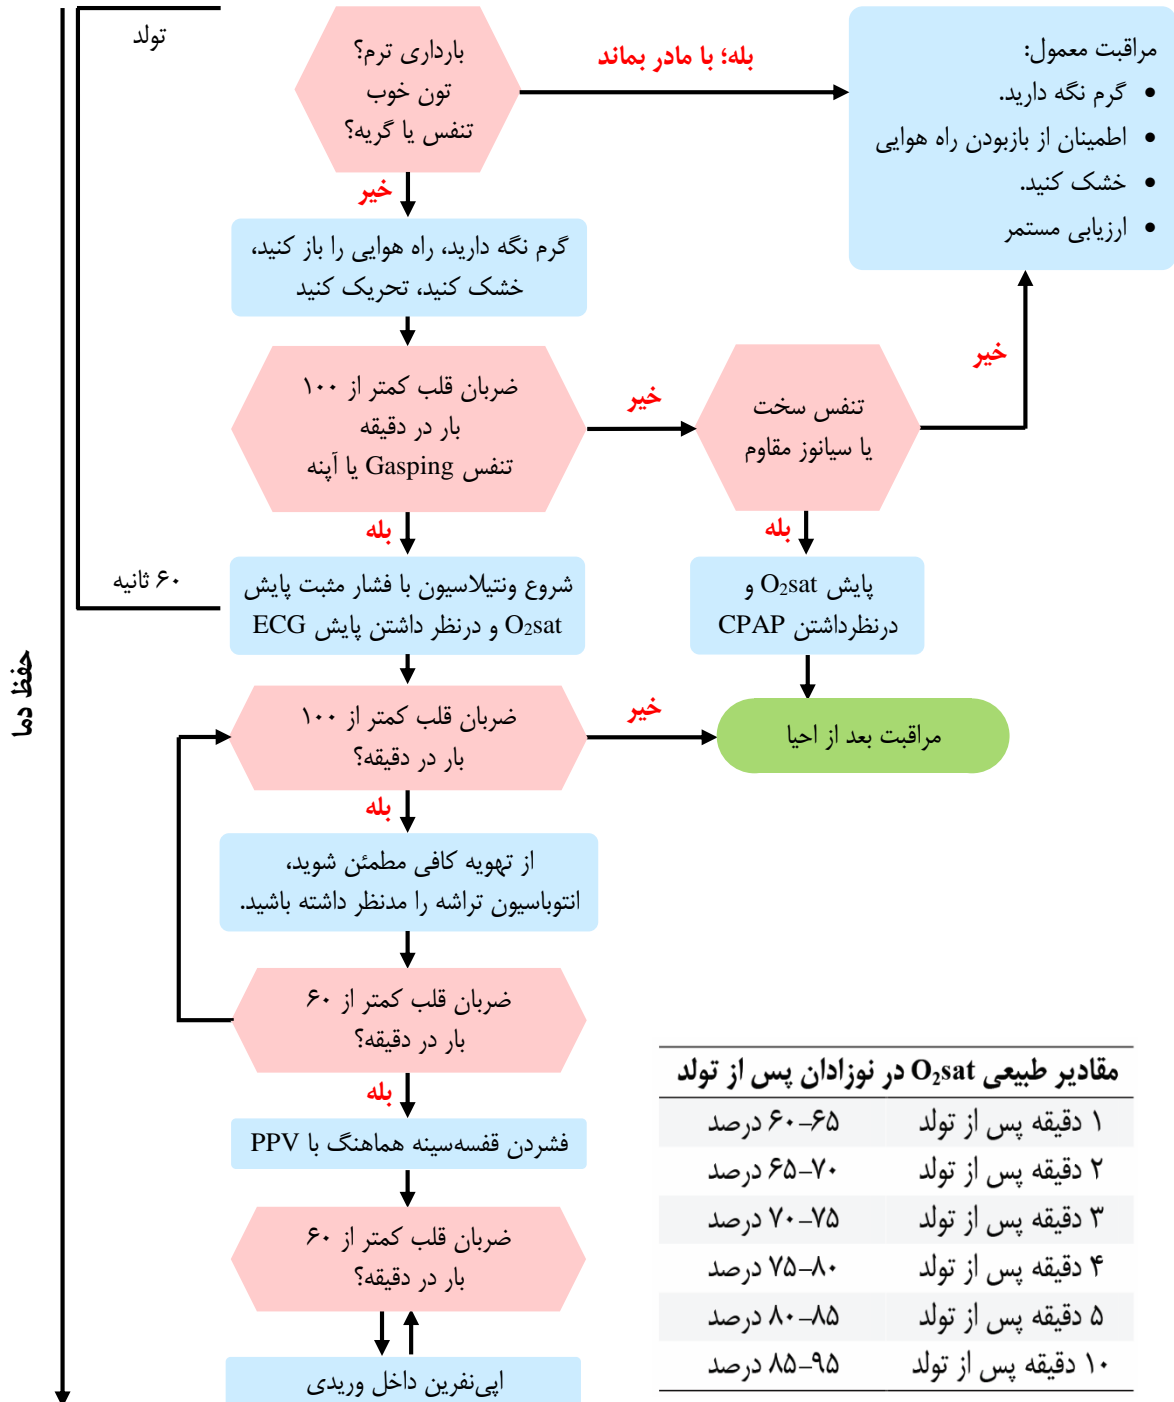 تولد
بارداری ترم؟
تون خوب
تنفس یا گریه؟
بله؛ با مادر بماند
مراقبت معمول:
• گرم نگه دارید.
• اطمینان از بازبودن راه هوایی
• خشک کنید.
• ارزیابی مستمر
خیر
گرم نگه دارید، راه هوایی را باز کنید،
خشک کنید، تحریک کنید
ضربان قلب کمتر از ۱۰۰
بار در دقیقه
تنفس Gasping یا آپنه
خیر
تنفس سخت
یا سیانوز مقاوم
خیر
بله
بله
۶۰ ثانیه
شروع ونتیلاسیون با فشار مثبت پایش
O₂sat و درنظر داشتن پایش ECG
پایش O₂sat و
درنظرداشتن CPAP
حفظ دما
ضربان قلب کمتر از ۱۰۰
بار در دقیقه؟
خیر
مراقبت بعد از احیا
بله
از تهویه کافی مطمئن شوید،
انتوباسیون تراشه را مدنظر داشته باشید.
ضربان قلب کمتر از ۶۰
بار در دقیقه؟
بله
فشردن قفسه‌سینه هماهنگ با PPV
ضربان قلب کمتر از ۶۰
بار در دقیقه؟
اپی‌نفرین داخل وریدی
مقادیر طبیعی O₂sat در نوزادان پس از تولد
۱ دقیقه پس از تولد ۶۰–۶۵ درصد
۲ دقیقه پس از تولد ۶۵–۷۰ درصد
۳ دقیقه پس از تولد ۷۰–۷۵ درصد
۴ دقیقه پس از تولد ۷۵–۸۰ درصد
۵ دقیقه پس از تولد ۸۰–۸۵ درصد
۱۰ دقیقه پس از تولد ۸۵–۹۵ درصد